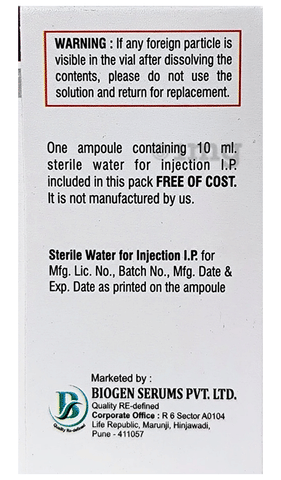 WARNING : If any foreign particle is
visible in the vial after dissolving the
contents, please do not use the
solution and return for replacement.
One ampoule containing 10 ml.
sterile water for injection I.P.
included in this pack FREE OF COST.
It is not manufactured by us.
Sterile Water for Injection I.P. for
Mfg. Lic. No., Batch No., Mfg. Date &
Exp. Date as printed on the ampoule
Marketed by :
BIOGEN SERUMS PVT. LTD.
Quality RE-defined
Corporate Office : R 6 Sector A0104
Life Republic, Marunji, Hinjawadi,
Pune - 411057
Quality Re-defined